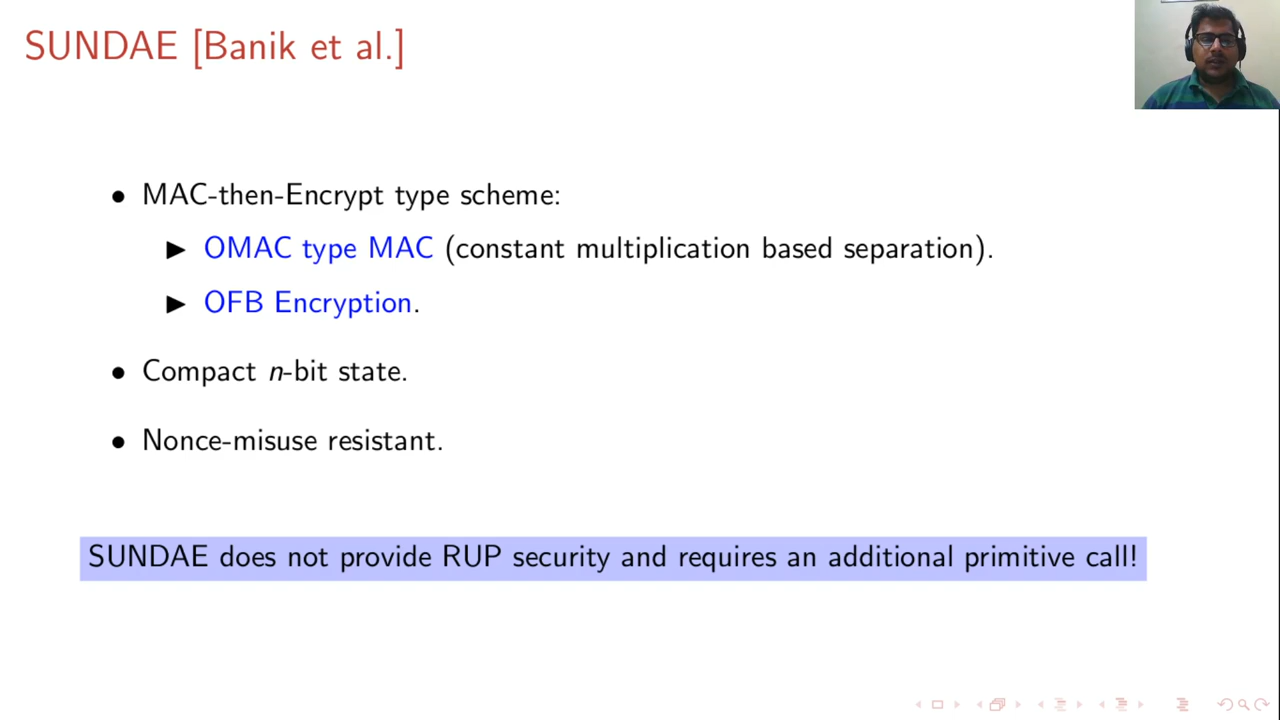 SUNDAE [Banik et al.]
• MAC-then-Encrypt type scheme:
▶ OMAC type MAC (constant multiplication based separation).
▶ OFB Encryption.
• Compact n-bit state.
• Nonce-misuse resistant.
SUNDAE does not provide RUP security and requires an additional primitive call!